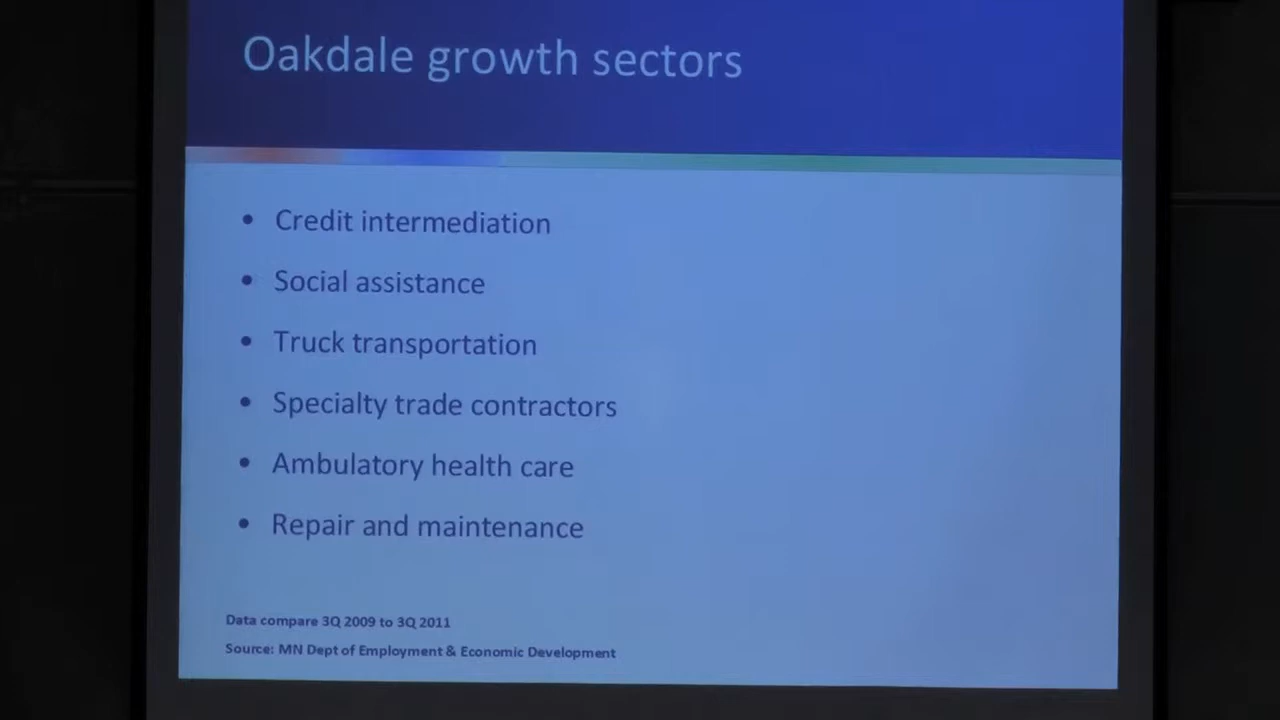 Oakdale growth sectors
• Credit intermediation
• Social assistance
• Truck transportation
• Specialty trade contractors
• Ambulatory health care
• Repair and maintenance
Data compare 3Q 2009 to 3Q 2011
Source: MN Dept of Employment & Economic Development